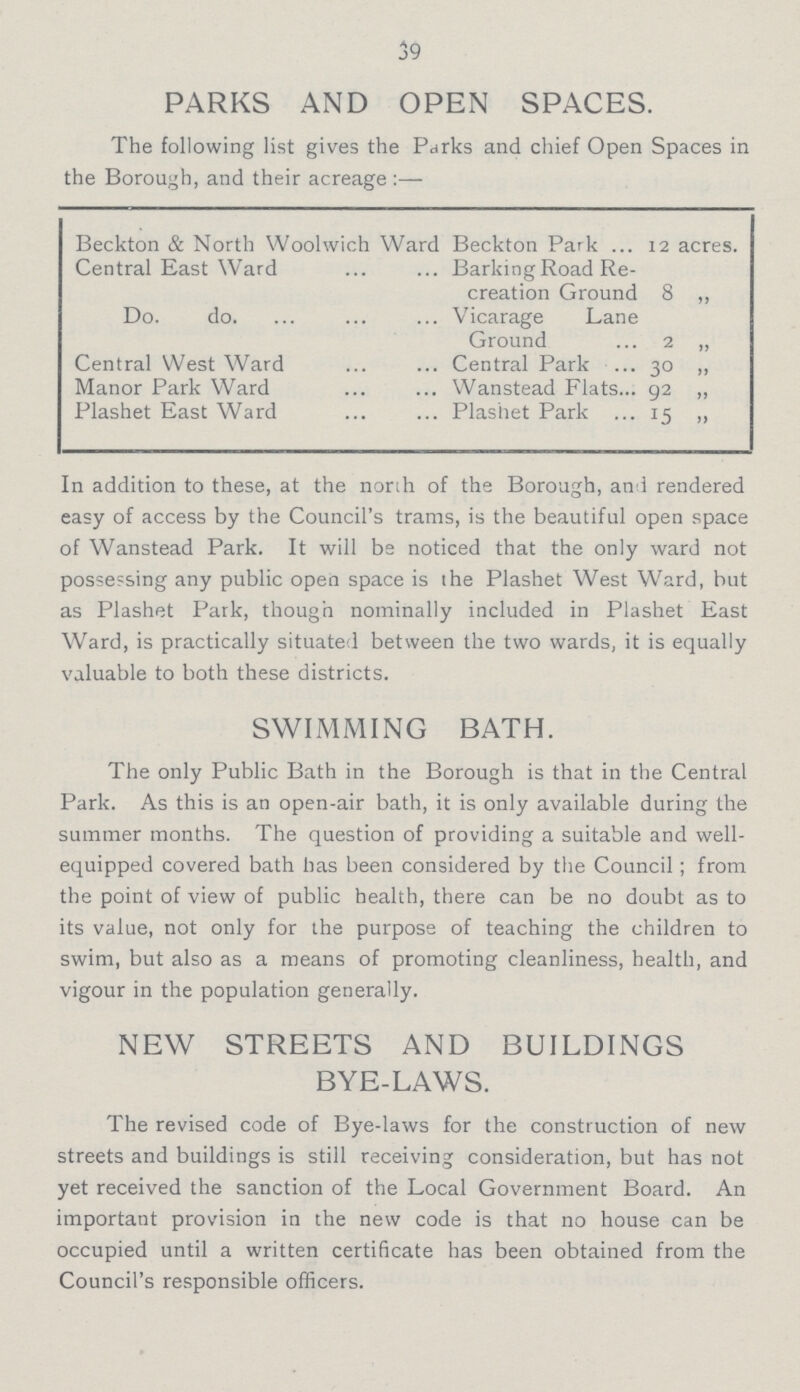 39
PARKS AND OPEN SPACES.
The following list gives the Parks and chief Open Spaces in
the Borough, and their acreage:—
Beckton & North Woolwich Ward Beckton Park ... 12 acres.
Central East Ward ... ... Barking Road Re-
creation Ground 8 „
Do. do. ... ... ... Vicarage Lane
Ground ... 2 „
Central West Ward ... ... Central Park ... 30 „
Manor Park Ward ... ... Wanstead Flats... 92 „
Plashet East Ward ... ... Plashet Park ... 15 „
In addition to these, at the north of the Borough, and rendered
easy of access by the Council's trams, is the beautiful open space
of Wanstead Park. It will be noticed that the only ward not
possessing any public open space is the Plashet West Ward, but
as Plashet Park, though nominally included in Plashet East
Ward, is practically situated between the two wards, it is equally
valuable to both these districts.
SWIMMING BATH.
The only Public Bath in the Borough is that in the Central
Park. As this is an open-air bath, it is only available during the
summer months. The question of providing a suitable and well-
equipped covered bath has been considered by the Council; from
the point of view of public health, there can be no doubt as to
its value, not only for the purpose of teaching the children to
swim, but also as a means of promoting cleanliness, health, and
vigour in the population generally.
NEW STREETS AND BUILDINGS
BYE-LAWS.
The revised code of Bye-laws for the construction of new
streets and buildings is still receiving consideration, but has not
yet received the sanction of the Local Government Board. An
important provision in the new code is that no house can be
occupied until a written certificate has been obtained from the
Council's responsible officers.